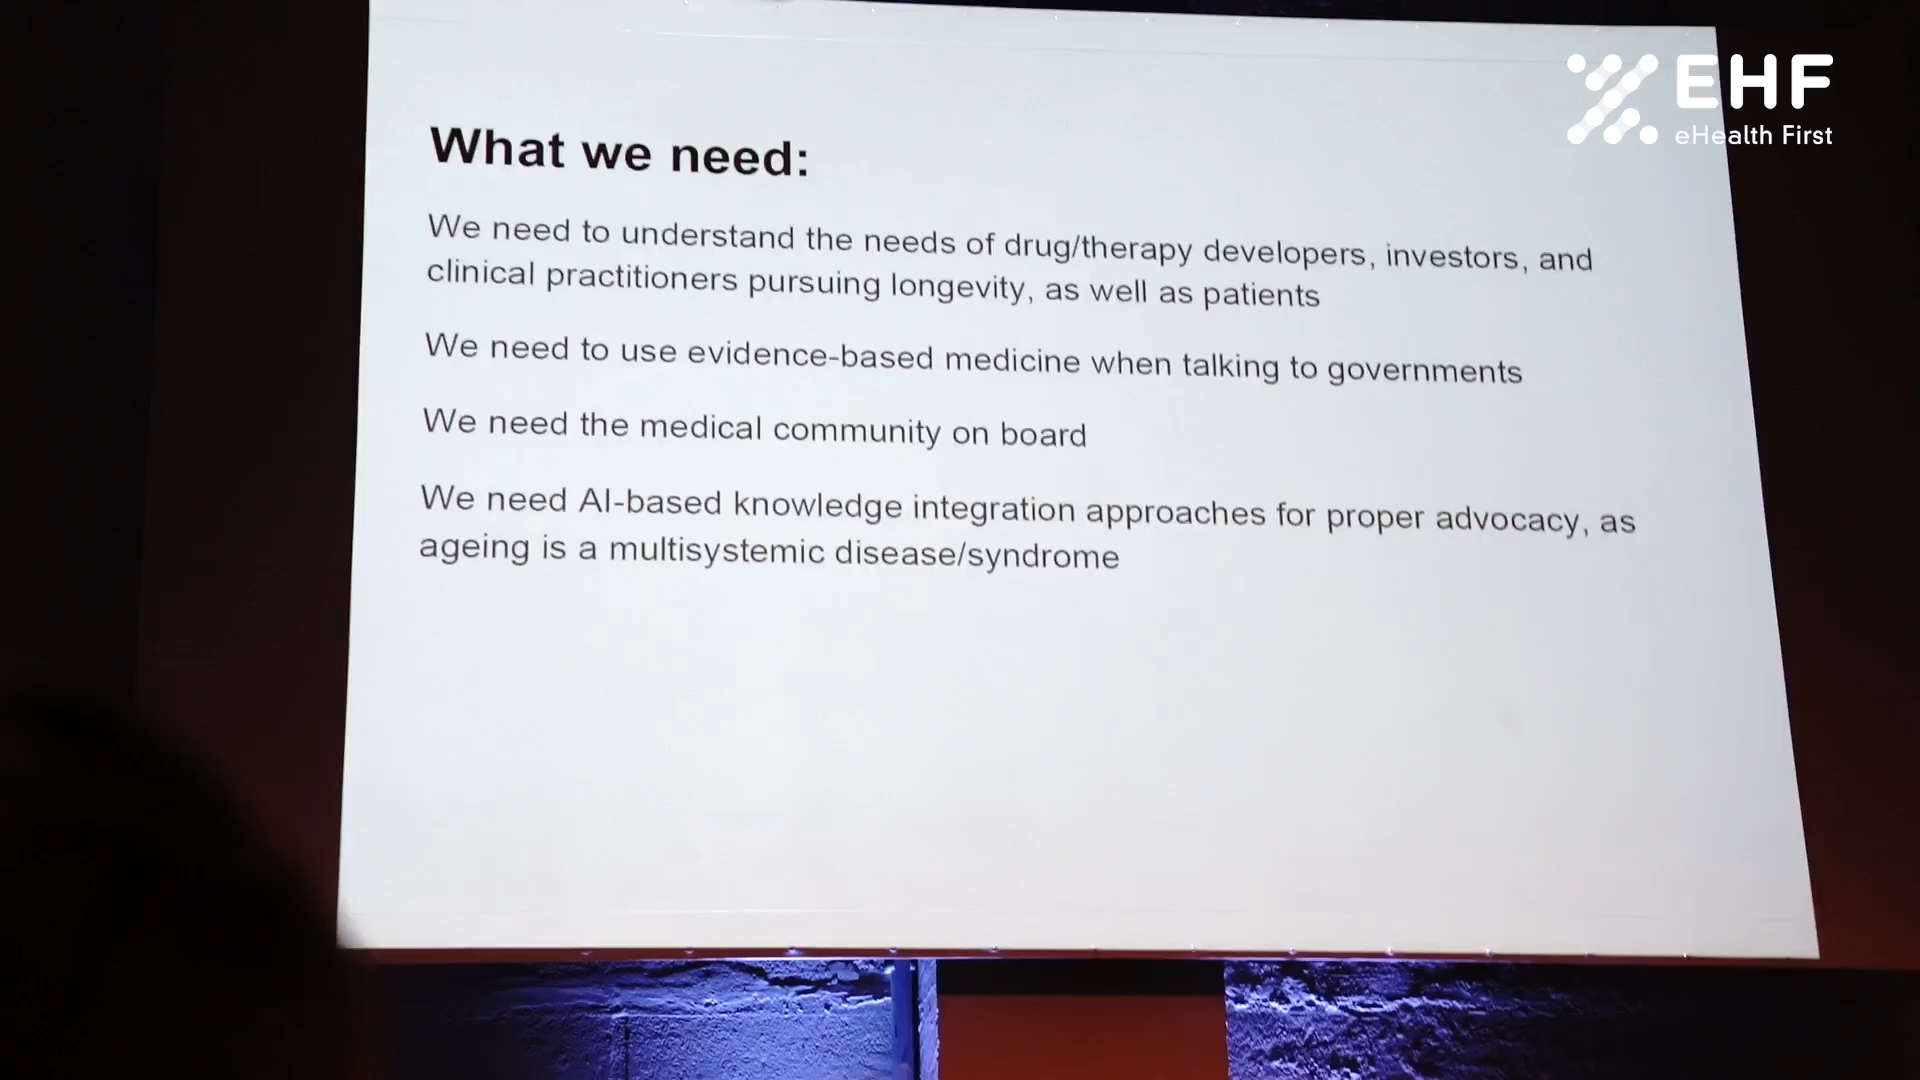 EHF
eHealth First
What we need:
We need to understand the needs of drug/therapy developers, investors, and
clinical practitioners pursuing longevity, as well as patients
We need to use evidence-based medicine when talking to governments
We need the medical community on board
We need AI-based knowledge integration approaches for proper advocacy, as
ageing is a multisystemic disease/syndrome